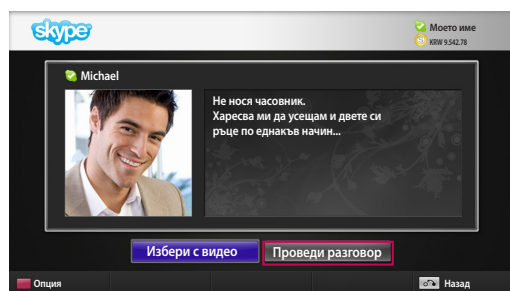 skype
Моето име
KRW 9.542.78
Michael
Не нося часовник.
Харесва ми да усещам и двете си
ръце по еднакъв начин...
Избери с видео
Проведи разговор
Опция
Назад